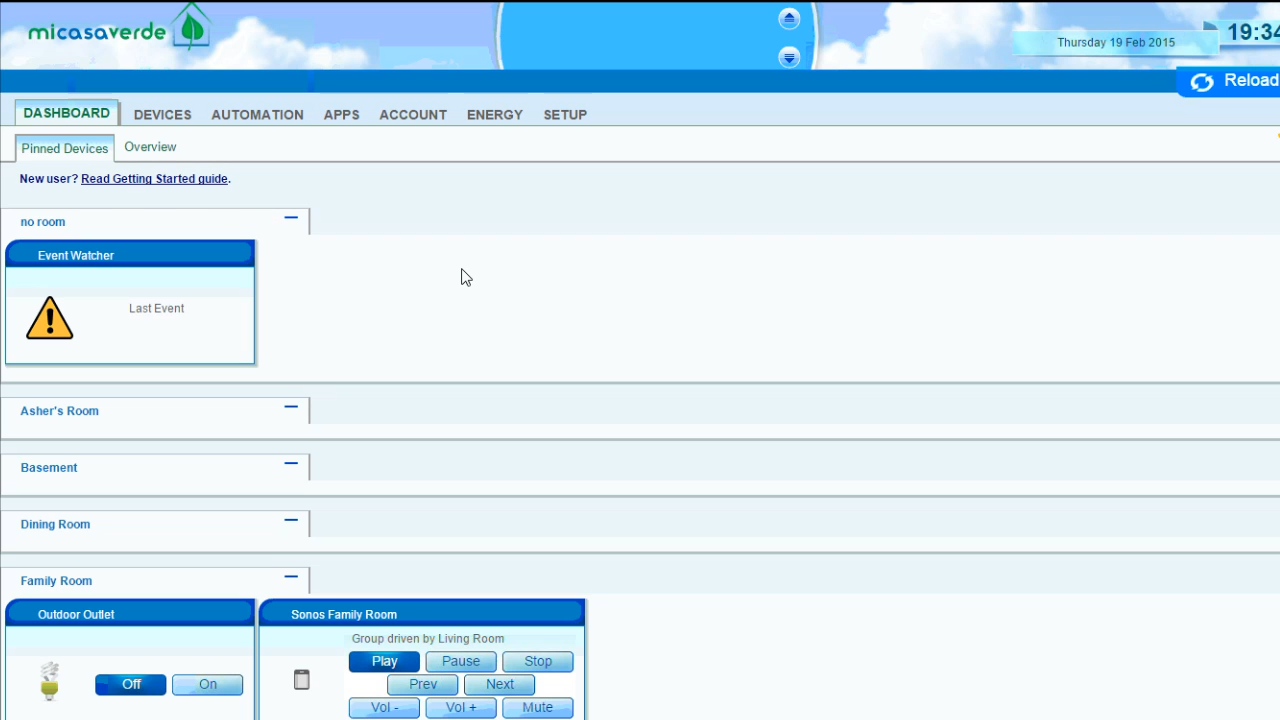 micasaverde
Thursday 19 Feb 2015
19:34
Reload
DASHBOARD DEVICES AUTOMATION APPS ACCOUNT ENERGY SETUP
Pinned Devices Overview
New user? Read Getting Started guide.
no room
Event Watcher
Last Event
Asher's Room
Basement
Dining Room
Family Room
Outdoor Outlet Sonos Family Room
Group driven by Living Room
Play Pause Stop
Off On Prev Next
Vol - Vol + Mute